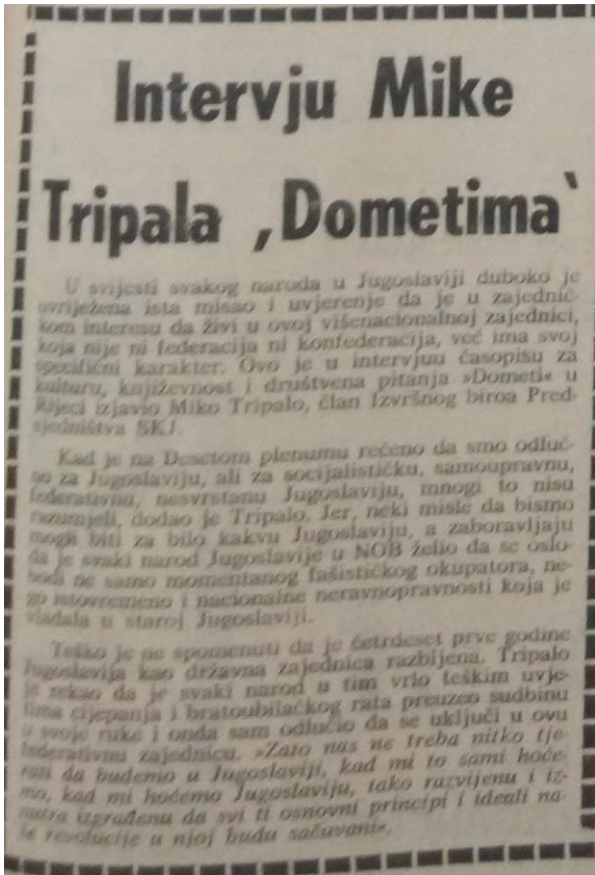 Intervju Mike
Tripala ‚Dometima‛
U svijesti svakog naroda u Jugoslaviji duboko je
uvriježena ista misao i uvjerenje da je u zajednič-
kom interesu da živi u ovoj višenacionalnoj zajednici,
koja nije ni federacija ni konfederacija, već ima svoj
specifični karakter. Ovo je u intervjuu časopisu za
kulturu, književnost i društvena pitanja »Dometi« u
Rijeci izjavio Miko Tripalo, član Izvršnog biroa Pred-
sjedništva SKJ.
Kad je na Desetom plenumu rečeno da smo odluč-
no za Jugoslaviju, ali za socijalističku, samoupravnu,
federativnu, nesvrstanu Jugoslaviju, mnogi to nisu
razumjeli, dodao je Tripalo. Jer, neki misle da bismo
mogli biti za bilo kakvu Jugoslaviju, a zaboravljaju
da je svaki narod Jugoslavije u NOB želio da se oslo-
bodi ne samo momentanog fašističkog okupatora, ne-
go istovremeno i nacionalne neravnopravnosti koja je
vladala u staroj Jugoslaviji.
Teško je ne spomenuti da je četrdeset prve godine
Jugoslavija kao državna zajednica razbijena. Tripalo
je rekao da je svaki narod u tim vrlo teškim uvje-
tima cijepanja i bratoubilačkog rata preuzeo sudbinu
u svoje ruke i onda sam odlučio da se uključi u ovu
federativnu zajednicu. »Zato nas ne treba nitko tje-
rati da budemo u Jugoslaviji, kad mi to sami hoće-
mo, kad mi hoćemo Jugoslaviju, tako razvijenu i iz-
nutra izgrađenu da svi ti osnovni principi i ideali na-
še revolucije u njoj budu sačuvani«.